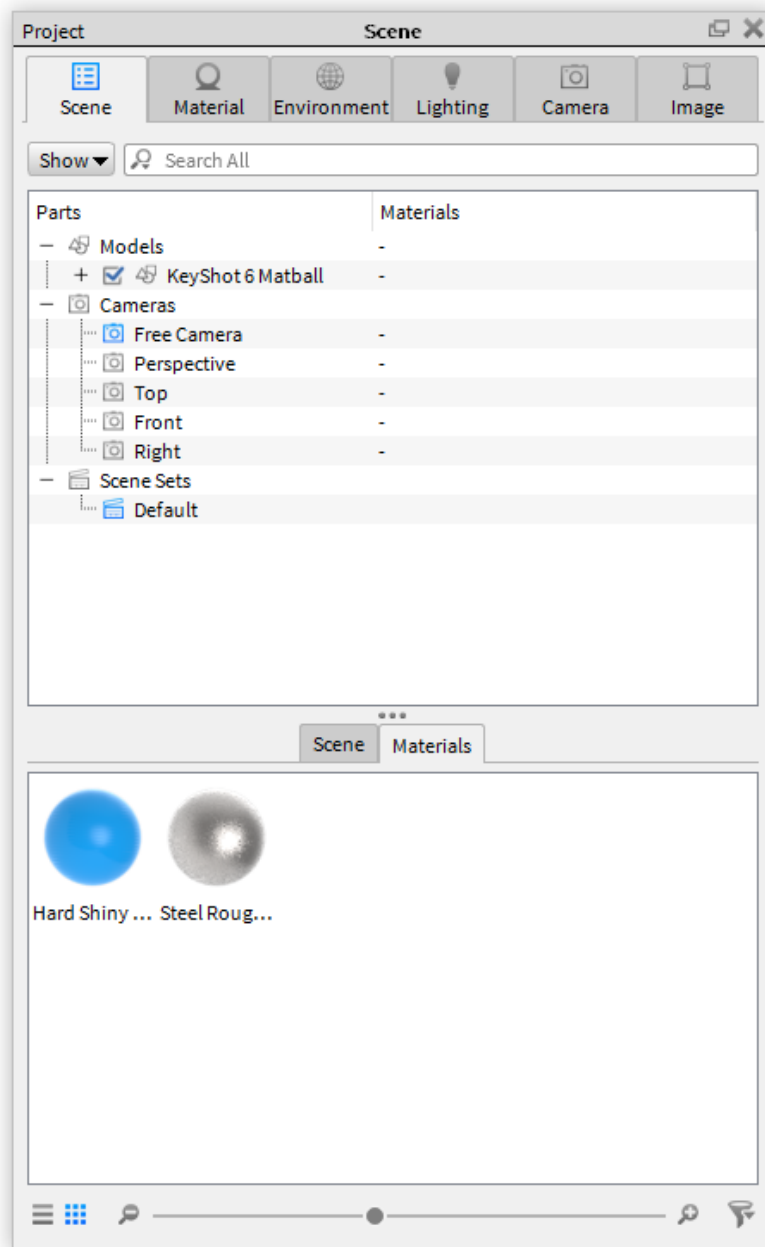 Project Scene
Scene Material Environment Lighting Camera Image
Show Search All
Parts Materials
Models -
KeyShot 6 Matball -
Cameras
Free Camera -
Perspective -
Top -
Front -
Right -
Scene Sets
Default
Scene Materials
Hard Shiny ... Steel Roug...